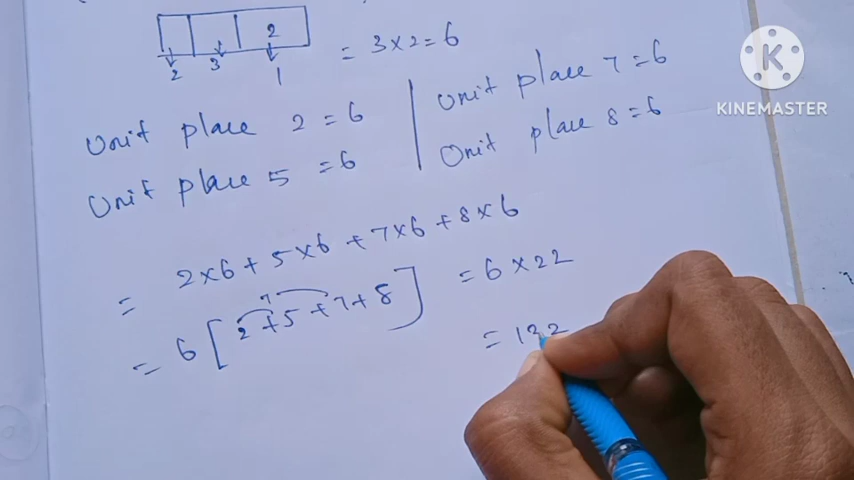 2
2 3 1
= 3 × 2 = 6
K
KINEMASTER
Unit place 2 = 6
Unit place 5 = 6
Unit place 7 = 6
Unit place 8 = 6
= 2×6 + 5×6 + 7×6 + 8×6
7
= 6 [2+5+7+8]
= 6 × 22
= 132